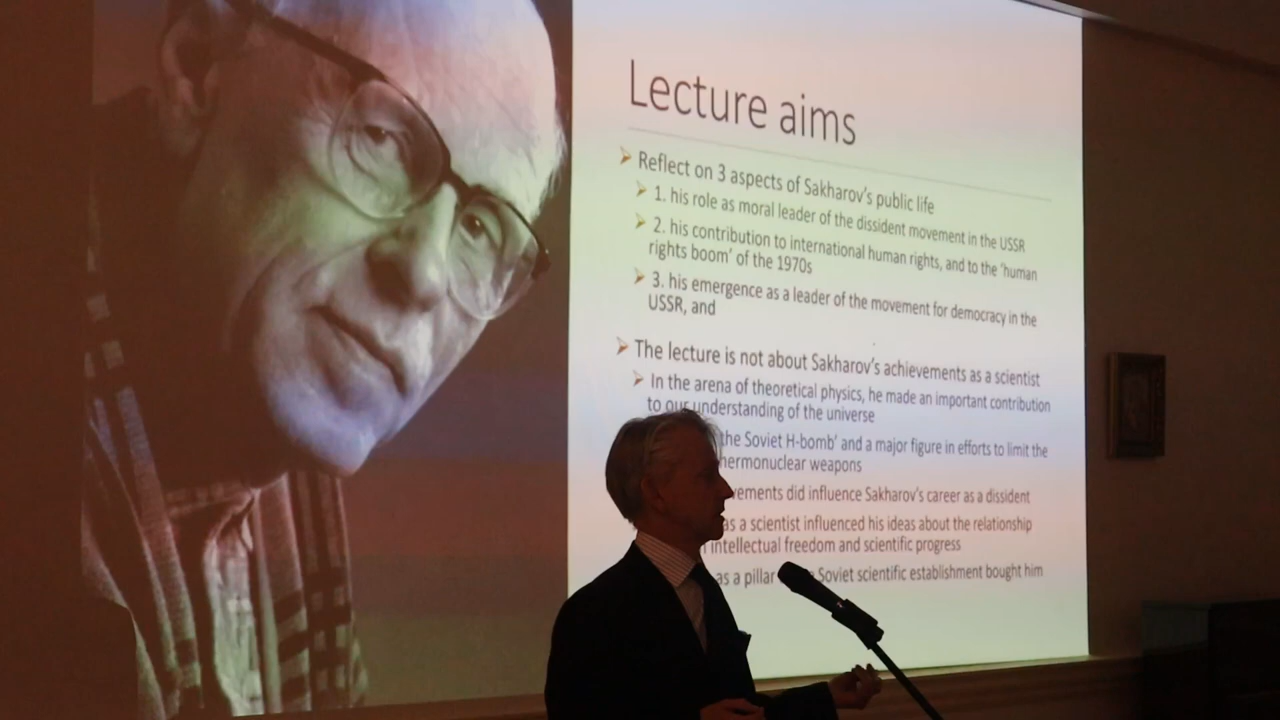 Lecture aims
Reflect on 3 aspects of Sakharov's public life
1. his role as moral leader of the dissident movement in the USSR
2. his contribution to international human rights, and to the 'human
rights boom' of the 1970s
3. his emergence as a leader of the movement for democracy in the
USSR, and
The lecture is not about Sakharov's achievements as a scientist
In the arena of theoretical physics, he made an important contribution
to our understanding of the universe
the Soviet H-bomb' and a major figure in efforts to limit the
weapons
did influence Sakharov's career as a dissident
as a scientist influenced his ideas about the relationship
intellectual freedom and scientific progress
as a pillar Soviet scientific establishment bought him